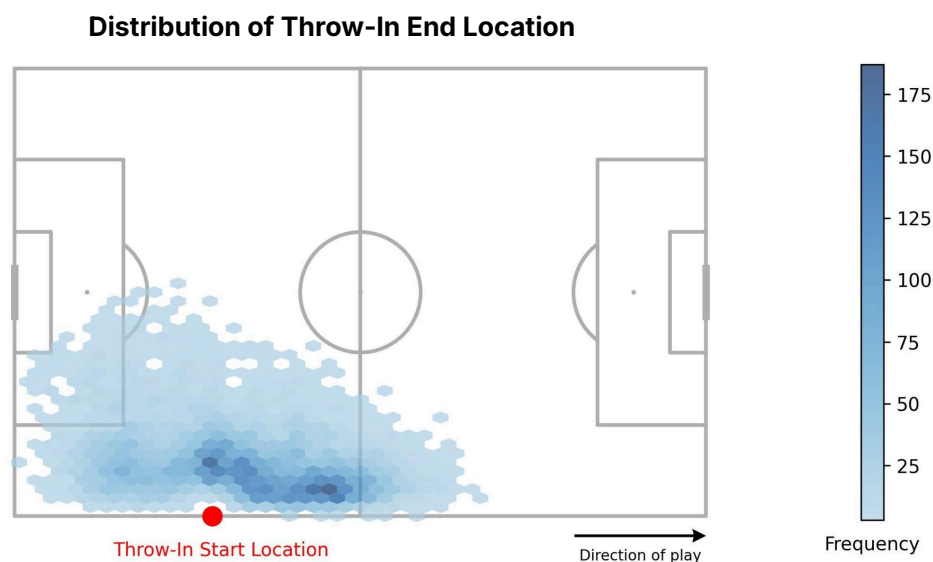 Distribution of Throw-In End Location
175
150
125
100
75
50
25
Throw-In Start Location
Direction of play
Frequency